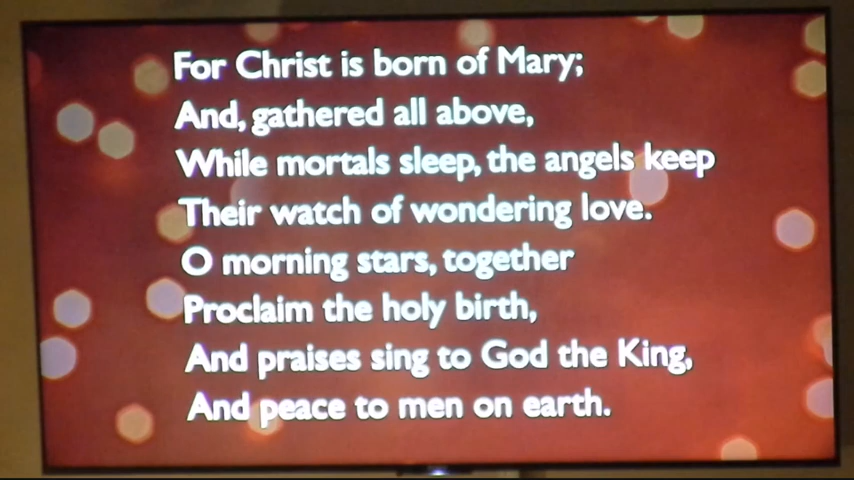 For Christ is born of Mary;
And, gathered all above,
While mortals sleep, the angels keep
Their watch of wondering love.
O morning stars, together
Proclaim the holy birth,
And praises sing to God the King,
And peace to men on earth.